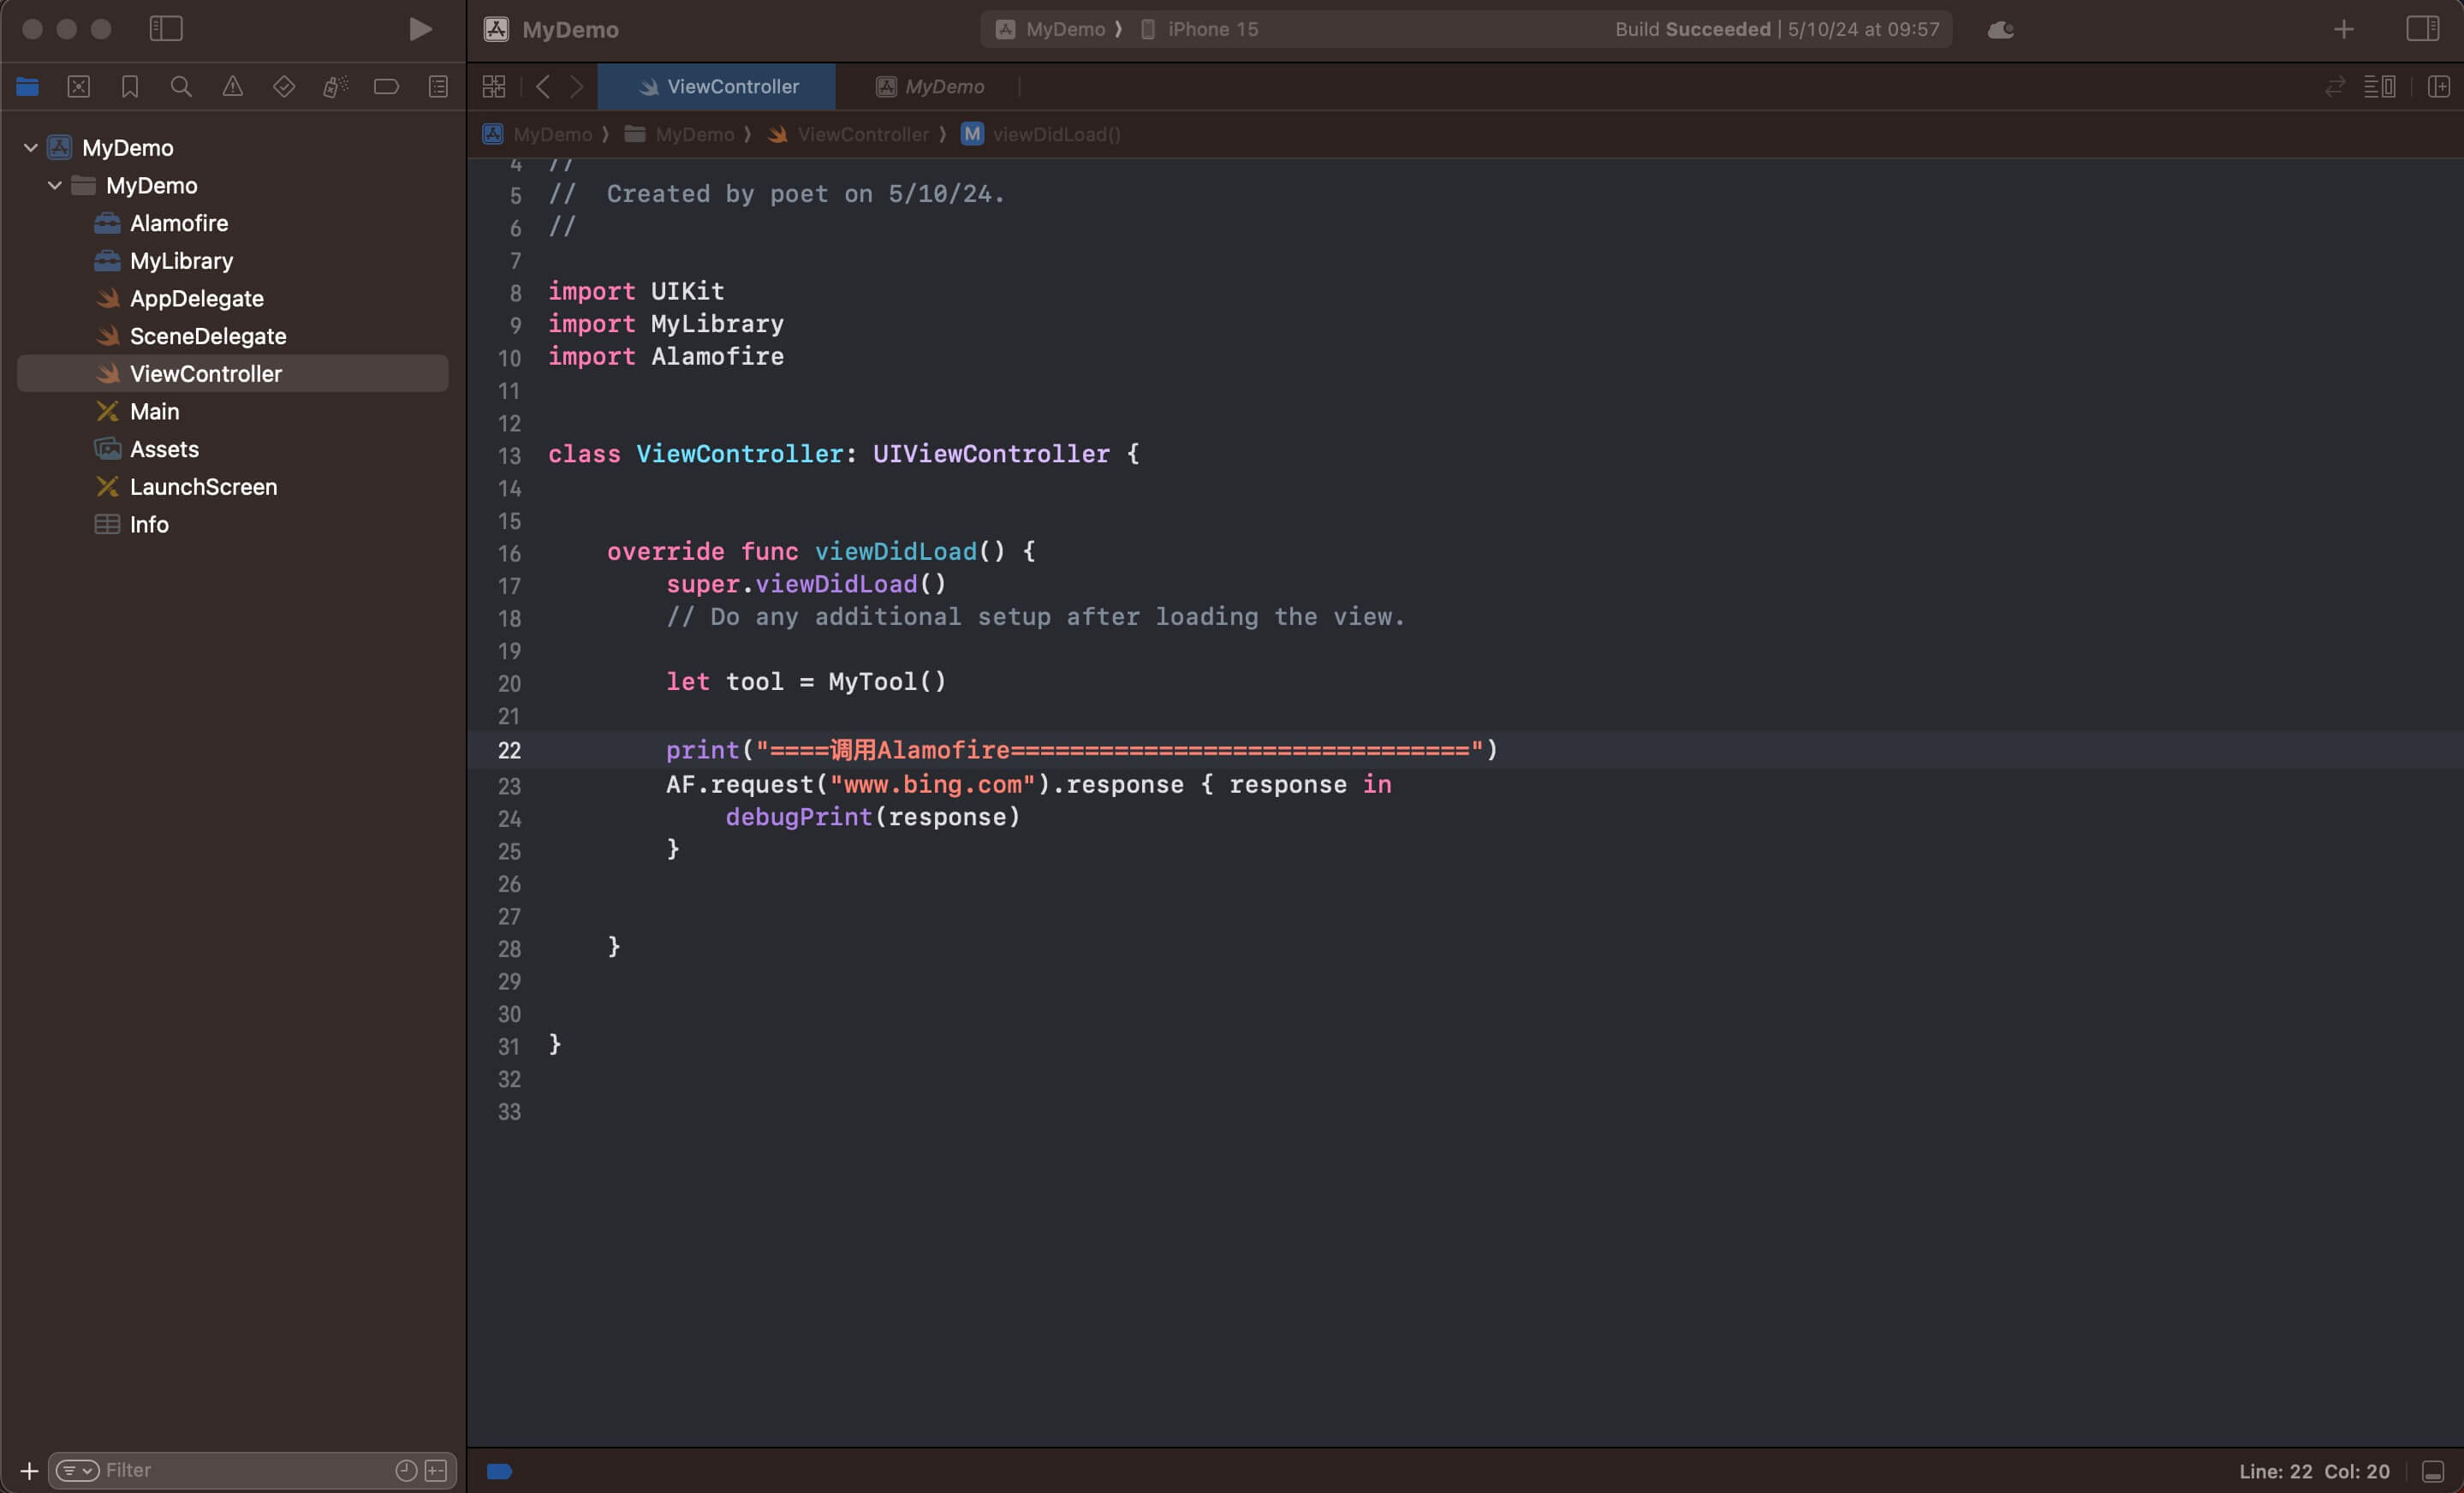 MyDemo
MyDemo ❭ iPhone 15
Build Succeeded | 5/10/24 at 09:57
ViewController
MyDemo
MyDemo ❭ MyDemo ❭ ViewController ❭ M viewDidLoad()
MyDemo
MyDemo
Alamofire
MyLibrary
AppDelegate
SceneDelegate
ViewController
Main
Assets
LaunchScreen
Info
Filter
4 //
5 //  Created by poet on 5/10/24.
6 //
7
8 import UIKit
9 import MyLibrary
10 import Alamofire
11
12
13 class ViewController: UIViewController {
14
15
16     override func viewDidLoad() {
17         super.viewDidLoad()
18         // Do any additional setup after loading the view.
19
20         let tool = MyTool()
21
22         print("====调用Alamofire===============================")
23         AF.request("www.bing.com").response { response in
24             debugPrint(response)
25         }
26
27
28     }
29
30
31 }
32
33
Line: 22 Col: 20